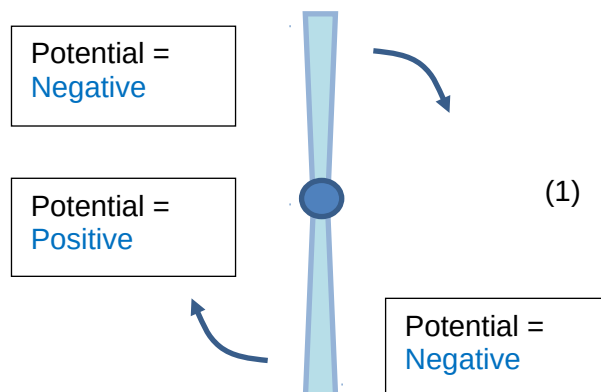 Potential =
Negative
Potential =
Positive
(1)
Potential =
Negative